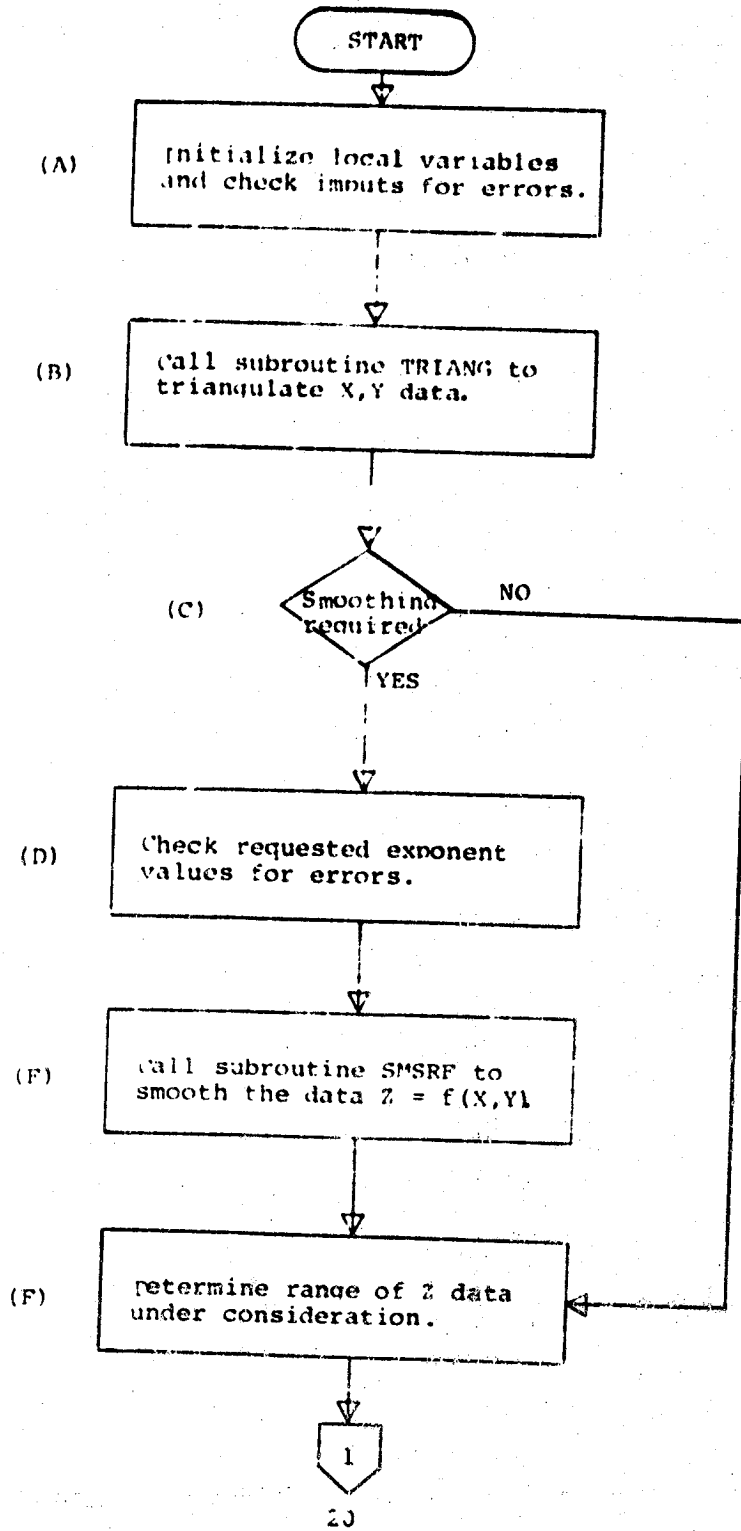 START
(A)
Initialize local variables
and check inputs for errors.
(B)
Call subroutine TRIANG to
triangulate X,Y data.
(C)
Smoothing
required
NO
YES
(D)
Check requested exponent
values for errors.
(E)
Call subroutine SMSRF to
smooth the data Z = f(X,Y)
(F)
Determine range of Z data
under consideration.
1
20